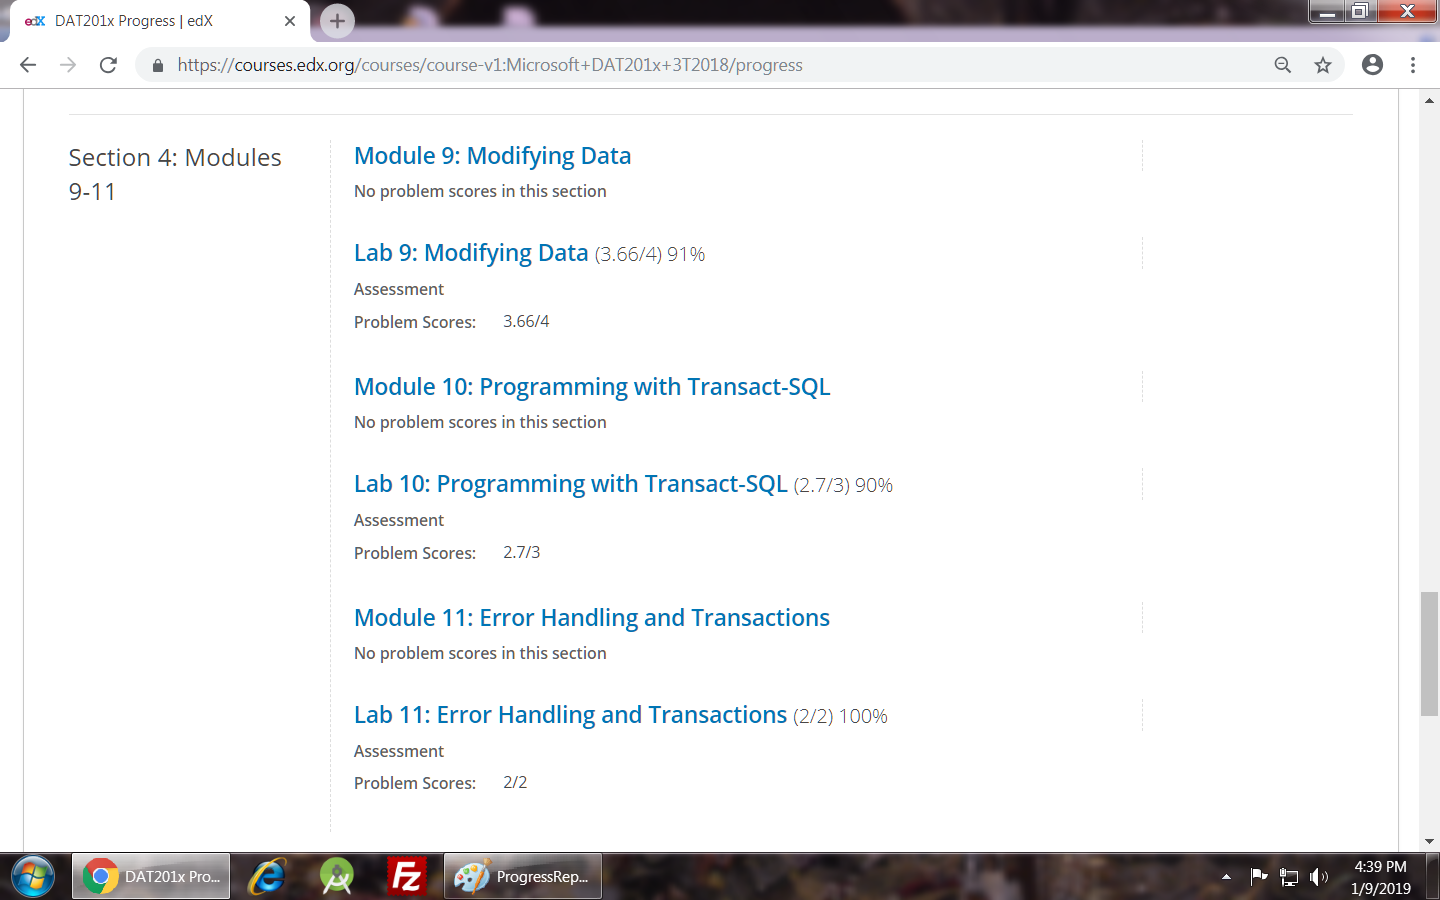 edX DAT201x Progress | edX
https://courses.edx.org/courses/course-v1:Microsoft+DAT201x+3T2018/progress
Section 4: Modules
9-11
Module 9: Modifying Data
No problem scores in this section
Lab 9: Modifying Data (3.66/4) 91%
Assessment
Problem Scores: 3.66/4
Module 10: Programming with Transact-SQL
No problem scores in this section
Lab 10: Programming with Transact-SQL (2.7/3) 90%
Assessment
Problem Scores: 2.7/3
Module 11: Error Handling and Transactions
No problem scores in this section
Lab 11: Error Handling and Transactions (2/2) 100%
Assessment
Problem Scores: 2/2
DAT201x Pro...
Fz
ProgressRep...
4:39 PM
1/9/2019